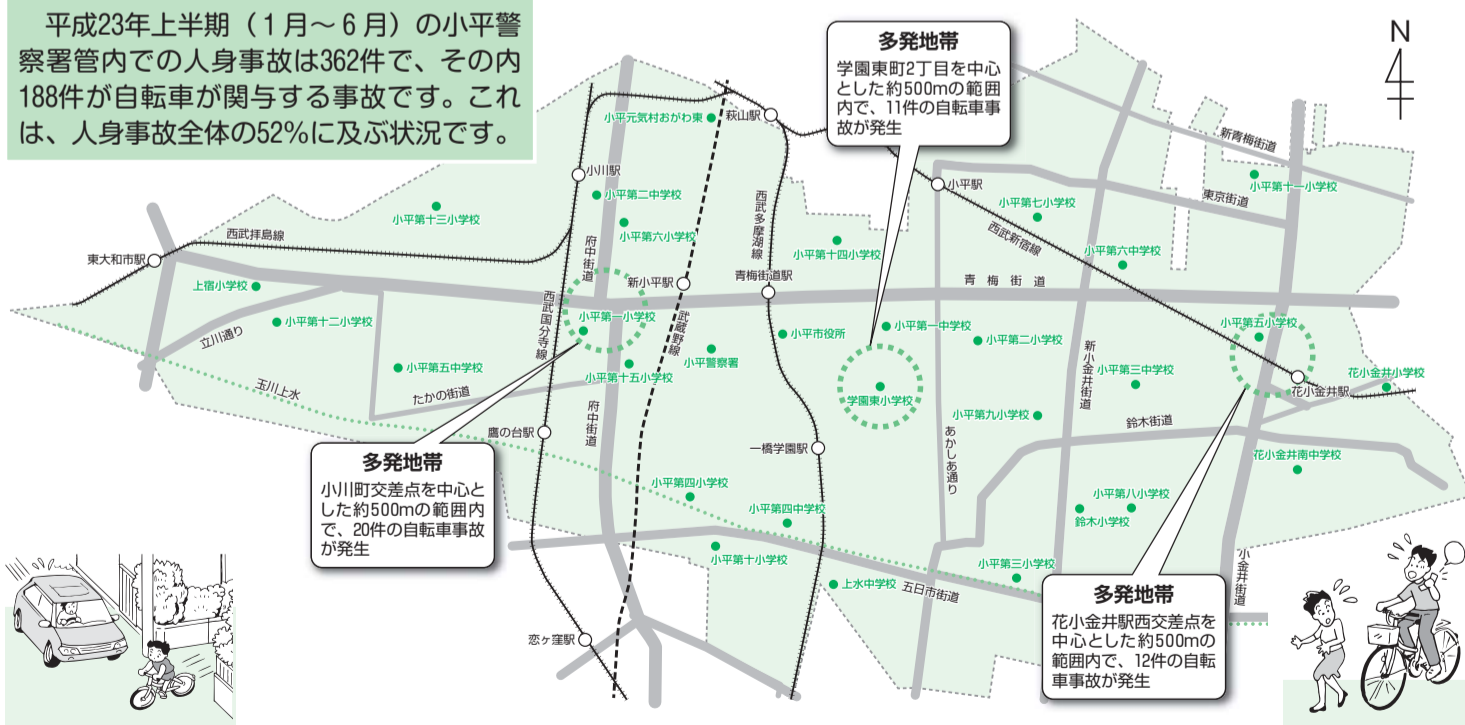 平成23年上半期（1月～6月）の小平警
察署管内での人身事故は362件で、その内
188件が自転車が関与する事故です。これ
は、人身事故全体の52％に及ぶ状況です。
多発地帯
学園東町2丁目を中心
とした約500mの範囲
内で、11件の自転車事
故が発生
N
小平元気村おがわ東
萩山駅
新青梅街道
小川駅
小平第二中学校
小平駅
小平第十一小学校
東京街道
小平第十三小学校
小平第六小学校
西武多摩湖線
小平第七小学校
西武新宿線
西武拝島線
府中街道
小平第十四小学校
小平第六中学校
東大和市駅
上宿小学校
新小平駅
青梅街道駅
青梅街道
西武国分寺線
武蔵野線
小平第一小学校
小平第十二小学校
立川通り
小平市役所
小平第一中学校
小平第二小学校
小平第五小学校
新小金井街道
小平第五中学校
小平第十五小学校
小平警察署
小平第三中学校
花小金井小学校
玉川上水
たかの街道
学園東小学校
花小金井駅
府中街道
小平第九小学校
鈴木街道
鷹の台駅
あかしあ通り
一橋学園駅
花小金井南中学校
多発地帯
小川町交差点を中心と
した約500mの範囲内
で、20件の自転車事故
が発生
小平第四小学校
小平第四中学校
小平第八小学校
鈴木小学校
小平第十小学校
小平第三小学校
小金井街道
上水中学校
五日市街道
恋ヶ窪駅
多発地帯
花小金井駅西交差点を
中心とした約500mの
範囲内で、12件の自転
車事故が発生